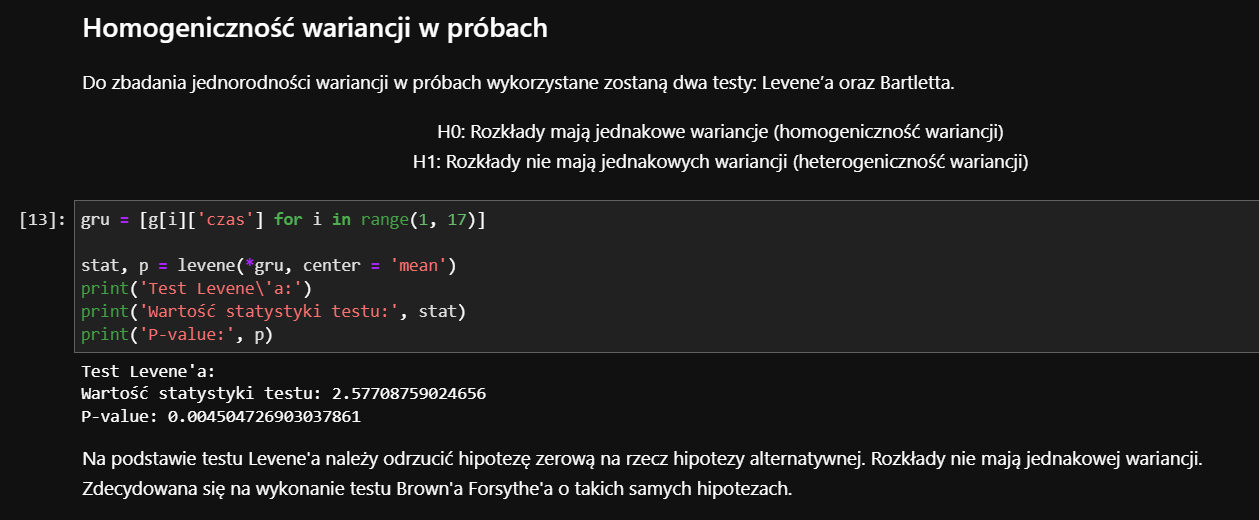 Homogeniczność wariancji w próbach
Do zbadania jednorodności wariancji w próbach wykorzystane zostaną dwa testy: Levene'a oraz Bartletta.
H0: Rozkłady mają jednakowe wariancje (homogeniczność wariancji)
H1: Rozkłady nie mają jednakowych wariancji (heterogeniczność wariancji)
[13]: gru = [g[i]['czas'] for i in range(1, 17)]
stat, p = levene(*gru, center = 'mean')
print('Test Levene\'a:')
print('Wartość statystyki testu:', stat)
print('P-value:', p)
Test Levene'a:
Wartość statystyki testu: 2.57708759024656
P-value: 0.004504726903037861
Na podstawie testu Levene'a należy odrzucić hipotezę zerową na rzecz hipotezy alternatywnej. Rozkłady nie mają jednakowej wariancji.
Zdecydowana się na wykonanie testu Brown'a Forsythe'a o takich samych hipotezach.